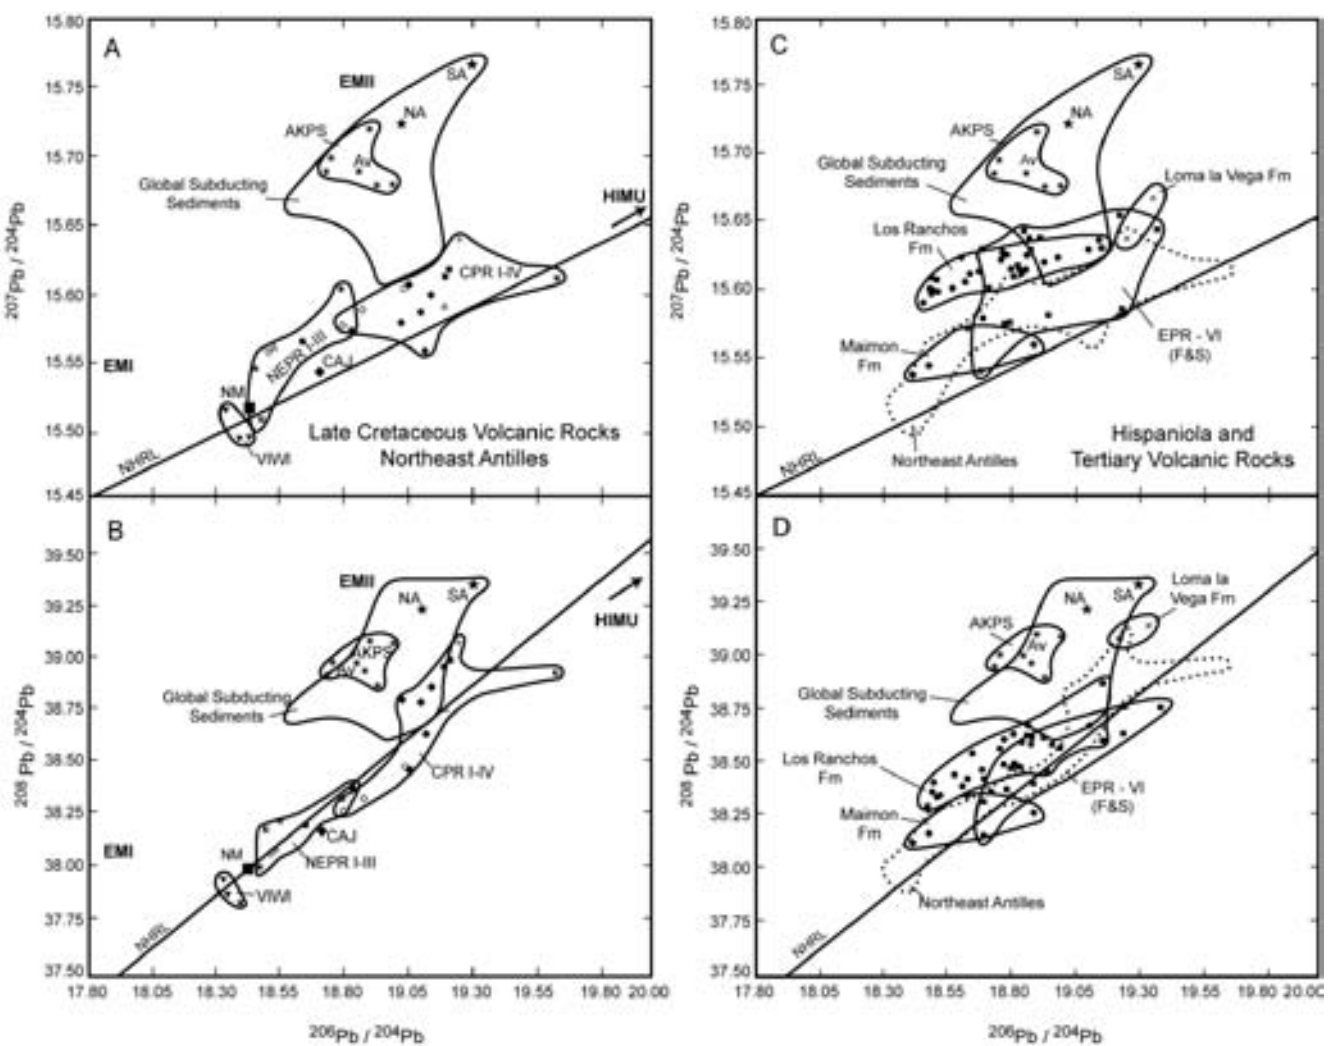 15.80
15.75
15.70
15.65
15.60
15.55
15.50
15.45
207Pb / 204Pb
A
EMII
SA
NA
AKPS
Av
Global Subducting
Sediments
HIMU
CPR I-IV
NEPR I-III
CAJ
EMI
NM
VIWI
NHRL
Late Cretaceous Volcanic Rocks
Northeast Antilles
15.80
15.75
15.70
15.65
15.60
15.55
15.50
15.45
207Pb / 204Pb
C
SA
NA
AKPS
Av
Global Subducting
Sediments
Loma la Vega Fm
Los Ranchos
Fm
Maimon
Fm
EPR - VI
(F&S)
NHRL
Northeast Antilles
Hispaniola and
Tertiary Volcanic Rocks
39.50
39.25
39.00
38.75
38.50
38.25
38.00
37.75
37.50
208 Pb / 204Pb
B
EMII
NA
SA
HIMU
AKPS
Av
Global Subducting
Sediments
CPR I-IV
CAJ
NEPR I-III
EMI
NM
VIWI
NHRL
17.80 18.05 18.30 18.55 18.80 19.05 19.30 19.60 19.80 20.00
206Pb / 204Pb
39.50
39.25
39.00
38.75
38.50
38.25
38.00
37.75
37.50
208 Pb / 204Pb
D
NA
SA
Loma la
Vega Fm
AKPS
Av
Global Subducting
Sediments
Los Ranchos
Fm
Maimon
Fm
EPR - VI
(F&S)
Northeast Antilles
NHRL
17.80 18.05 18.30 18.55 18.80 19.05 19.30 19.55 19.80 20.00
206Pb / 204Pb